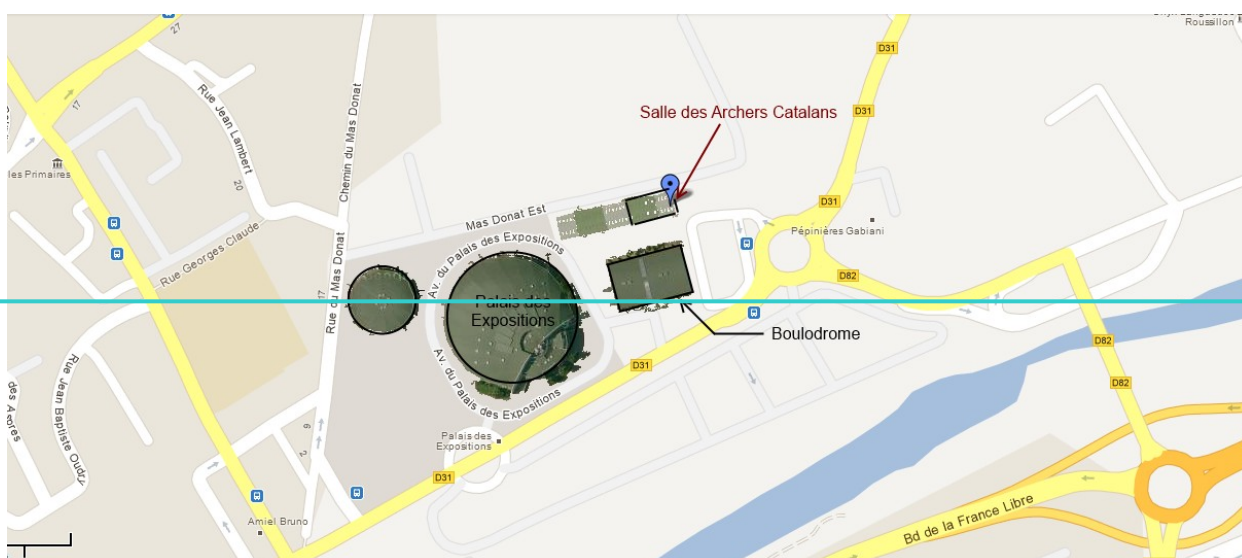 Roussillon
27
17
D31
D31
Rue Jean Lambert
Chemin du Mas Donat
Salle des Archers Catalans
les Primaires
20
Mas Donat Est
D31
Pépinières Gabiani
Rue Georges Claude
Av. du Palais des Expositions
D82
17
Rue du Mas Donat
Palais des
Expositions
Boulodrome
D82
Av. du Palais des Expositions
D31
D82
Rue Jean Baptiste Oudry
6
2
Palais des
Expositions
D31
Amiel Bruno
Bd de la France Libre